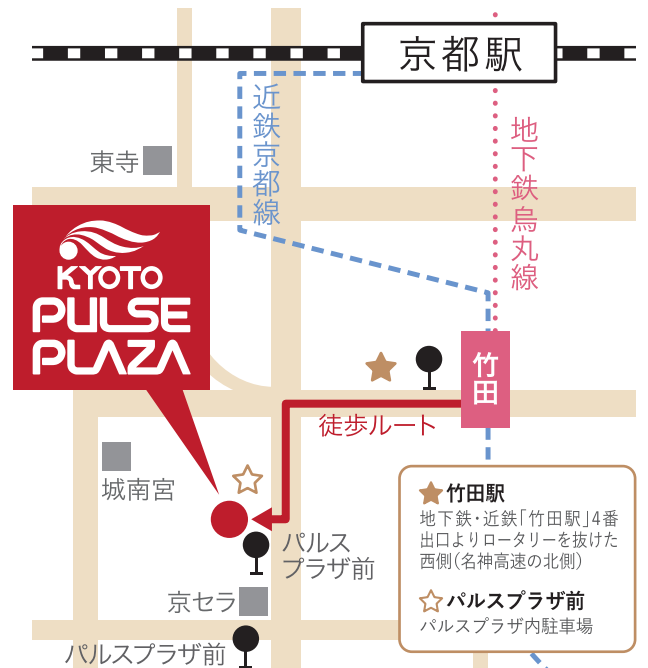 京都駅
近鉄京都線
地下鉄烏丸線
東寺
KYOTO
PULSE
PLAZA
竹田
徒歩ルート
城南宮
パルス
プラザ前
京セラ
パルスプラザ前
竹田駅
地下鉄・近鉄「竹田駅」4番
出口よりロータリーを抜けた
西側(名神高速の北側)
パルスプラザ前
パルスプラザ内駐車場